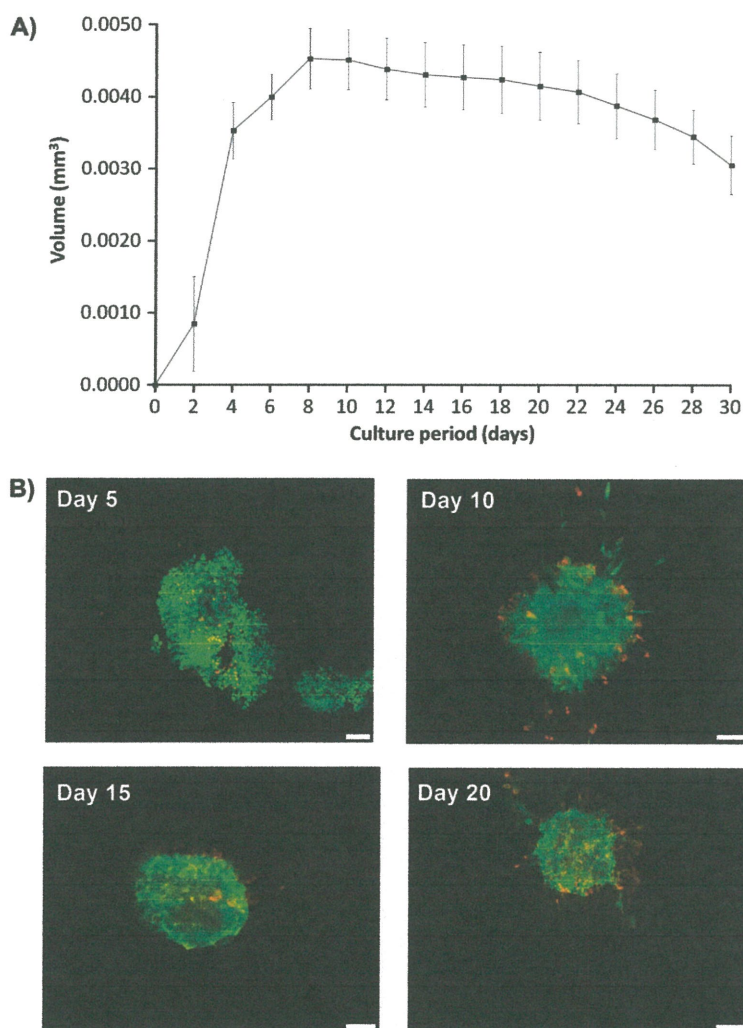 A)
0.0050
0.0040
0.0030
0.0020
0.0010
0.0000
Volume (mm³)
0 2 4 6 8 10 12 14 16 18 20 22 24 26 28 30
Culture period (days)
B)
Day 5
Day 10
Day 15
Day 20